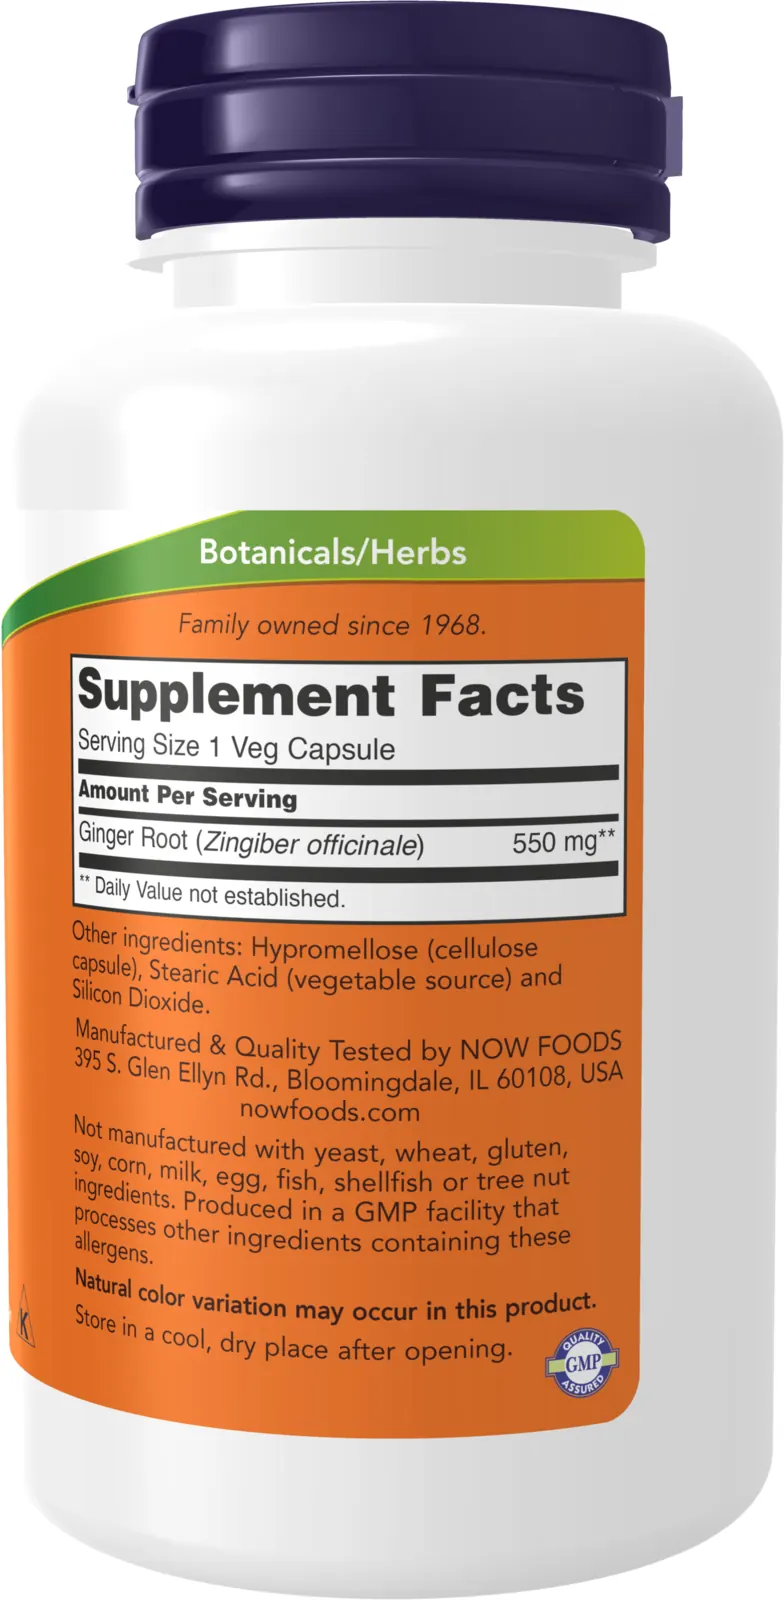 Botanicals/Herbs
Family owned since 1968.
Supplement Facts
Serving Size 1 Veg Capsule
Amount Per Serving
Ginger Root (Zingiber officinale) 550 mg**
** Daily Value not established.
Other ingredients: Hypromellose (cellulose
capsule), Stearic Acid (vegetable source) and
Silicon Dioxide.
Manufactured & Quality Tested by NOW FOODS
395 S. Glen Ellyn Rd., Bloomingdale, IL 60108, USA
nowfoods.com
Not manufactured with yeast, wheat, gluten,
soy, corn, milk, egg, fish, shellfish or tree nut
ingredients. Produced in a GMP facility that
processes other ingredients containing these
allergens.
Natural color variation may occur in this product.
Store in a cool, dry place after opening.
K
QUALITY
GMP
ASSURED